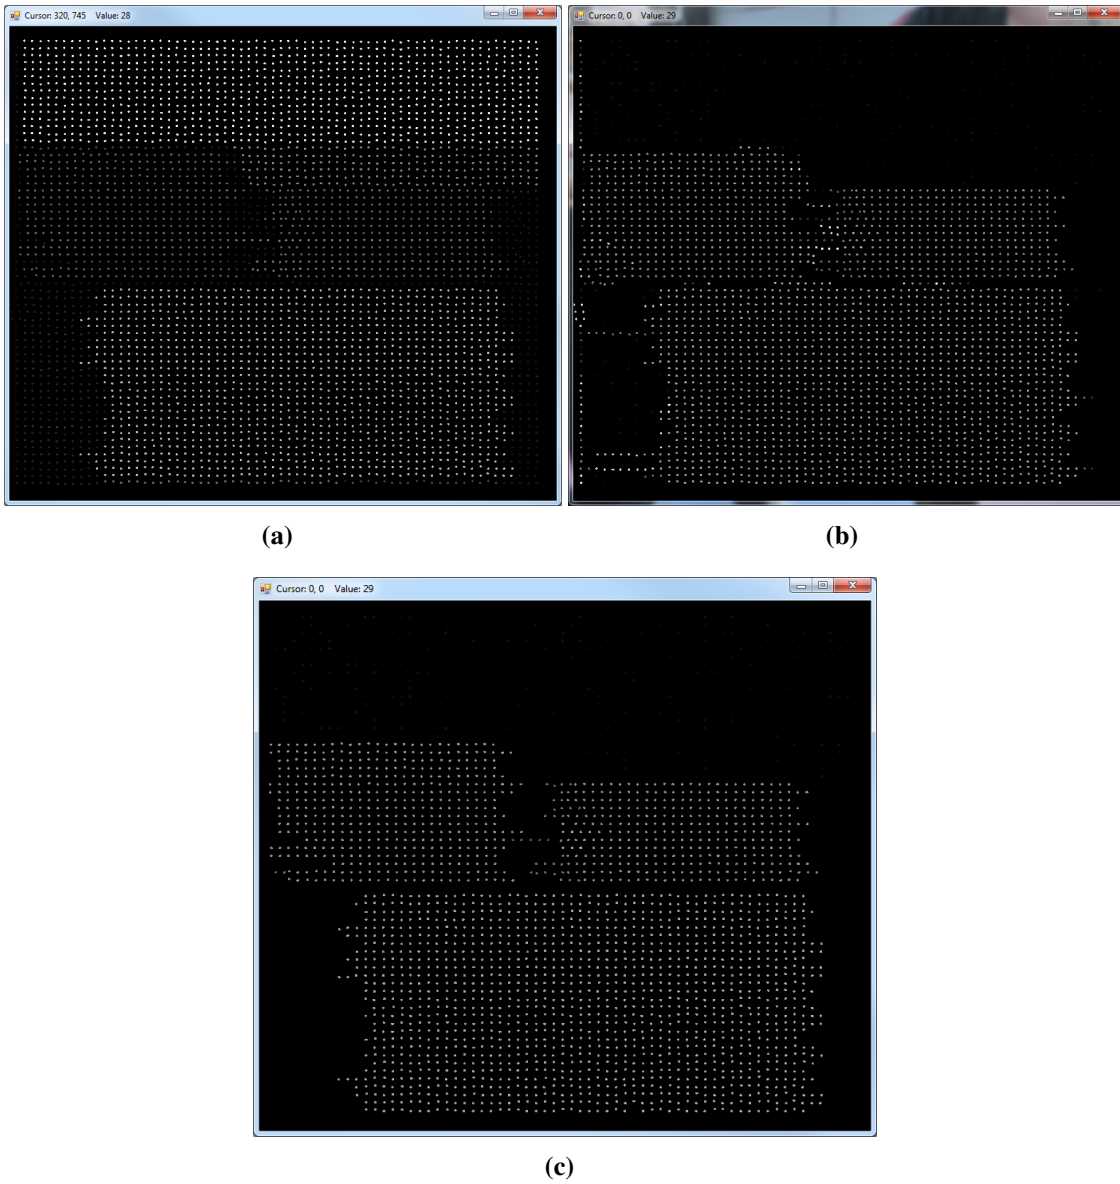 Cursor: 320, 745 Value: 28
Cursor: 0, 0 Value: 29
(a)
(b)
Cursor: 0, 0 Value: 29
(c)